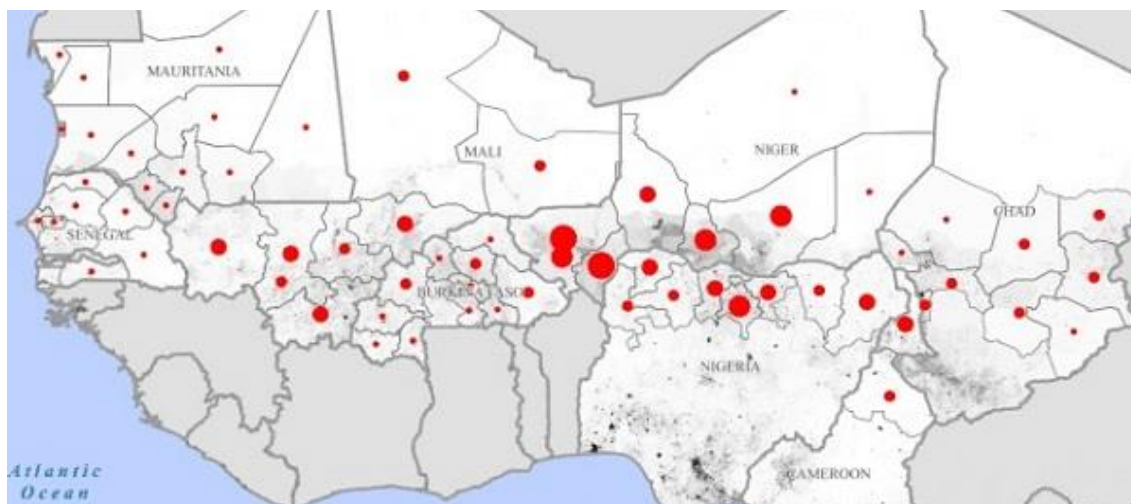 MAURITANIA
MALI
NIGER
CHAD
SENEGAL
BURKINA FASO
NIGERIA
CAMEROON
Atlantic
Ocean